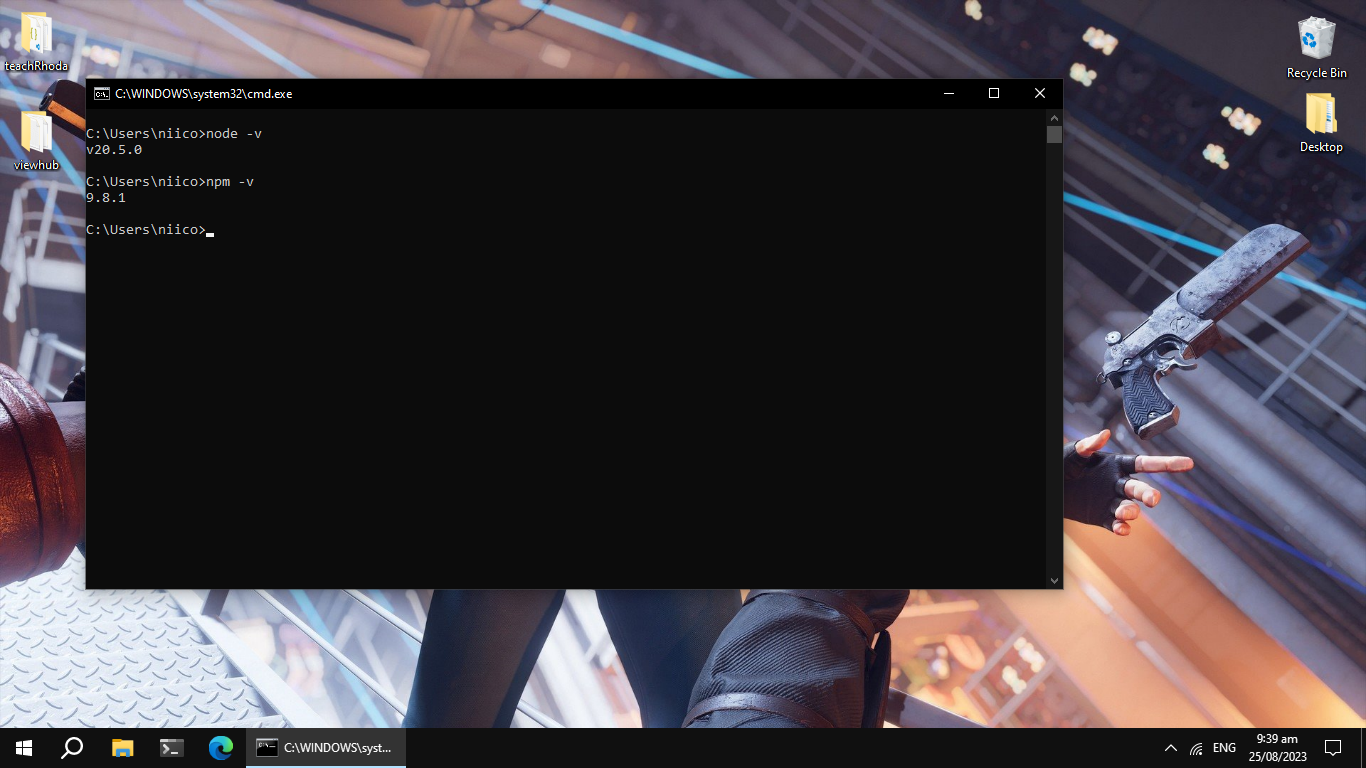 teachRhoda
viewhub
Recycle Bin
Desktop
C:\WINDOWS\system32\cmd.exe
C:\Users\niico>node -v
v20.5.0
C:\Users\niico>npm -v
9.8.1
C:\Users\niico>
C:\WINDOWS\syst...
ENG
9:39 am
25/08/2023